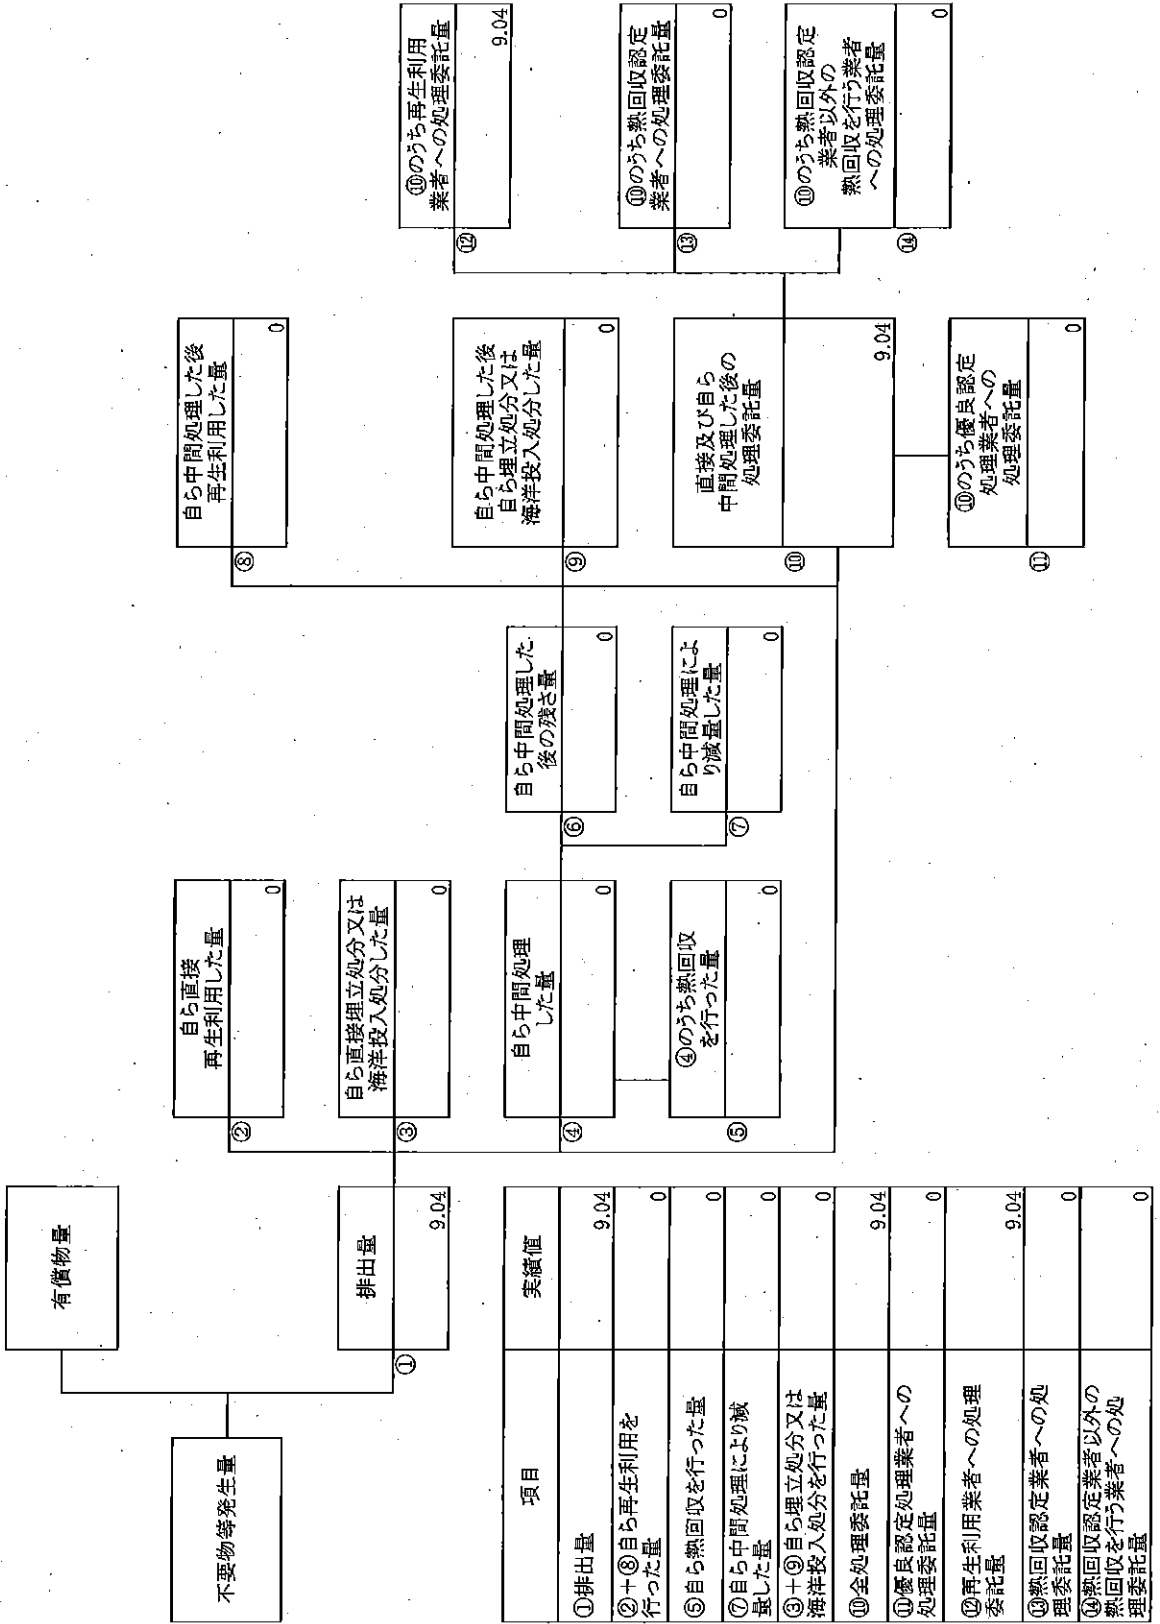 不要物等発生量
有償物量
①
排出量
9.04
②
自ら直接
再生利用した量
0
③
自ら直接埋立処分又は
海洋投入処分した量
0
④
自ら中間処理
した量
0
⑤
④のうち熱回収
を行った量
0
⑥
自ら中間処理した
後の残さ量
0
⑦
自ら中間処理によ
り減量した量
0
⑧
自ら中間処理した後
再生利用した量
0
⑨
自ら中間処理した後
自ら埋立処分又は
海洋投入処分した量
0
⑩
直接及び自ら
中間処理した後の
処理委託量
9.04
⑪
⑩のうち優良認定
処理業者への
処理委託量
0
⑫
⑩のうち再生利用
業者への処理委託量
9.04
⑬
⑩のうち熱回収認定
業者への処理委託量
0
⑭
⑩のうち熱回収認定
業者以外の
熱回収を行う業者
への処理委託量
0
項目 実績値
①排出量 9.04
②+⑧自ら再生利用を
行った量 0
⑤自ら熱回収を行った量 0
⑦自ら中間処理により減
量した量 0
③+⑨自ら埋立処分又は
海洋投入処分を行った量 0
⑩全処理委託量 9.04
⑪優良認定処理業者への
処理委託量 0
⑫再生利用業者への処理
委託量 9.04
⑬熱回収認定業者への処
理委託量 0
⑭熱回収認定業者以外の
熱回収を行う業者への処
理委託量 0